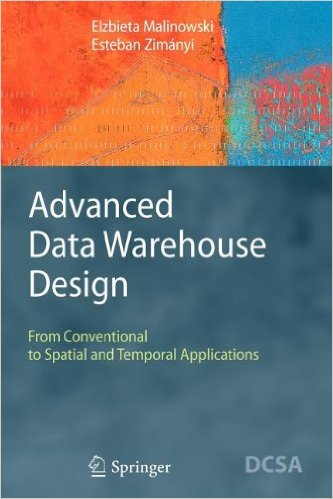 Elzbieta Malinowski
Esteban Zimányi
Advanced
Data Warehouse
Design
From Conventional
to Spatial and Temporal Applications
Springer
DCSA